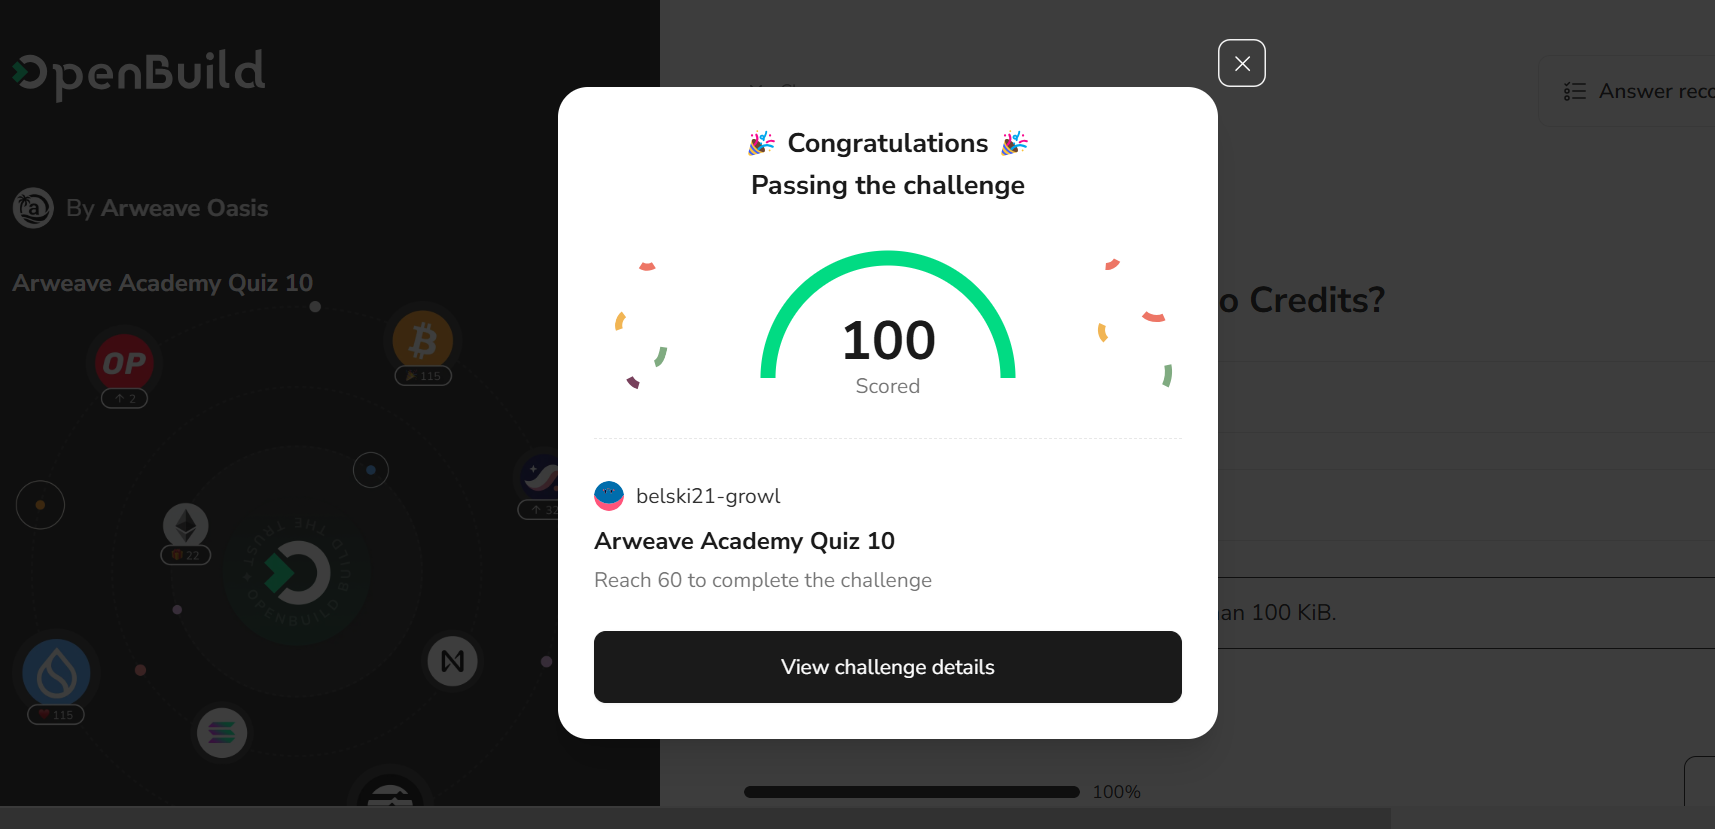 OpenBuild
By Arweave Oasis
Arweave Academy Quiz 10
OP
2
115
22
32
THE TRUST
OPENBUILD
BUILD
115
Answer reco
🎉 Congratulations 🎉
Passing the challenge
100
Scored
belski21-growl
Arweave Academy Quiz 10
Reach 60 to complete the challenge
View challenge details
o Credits?
an 100 KiB.
100%